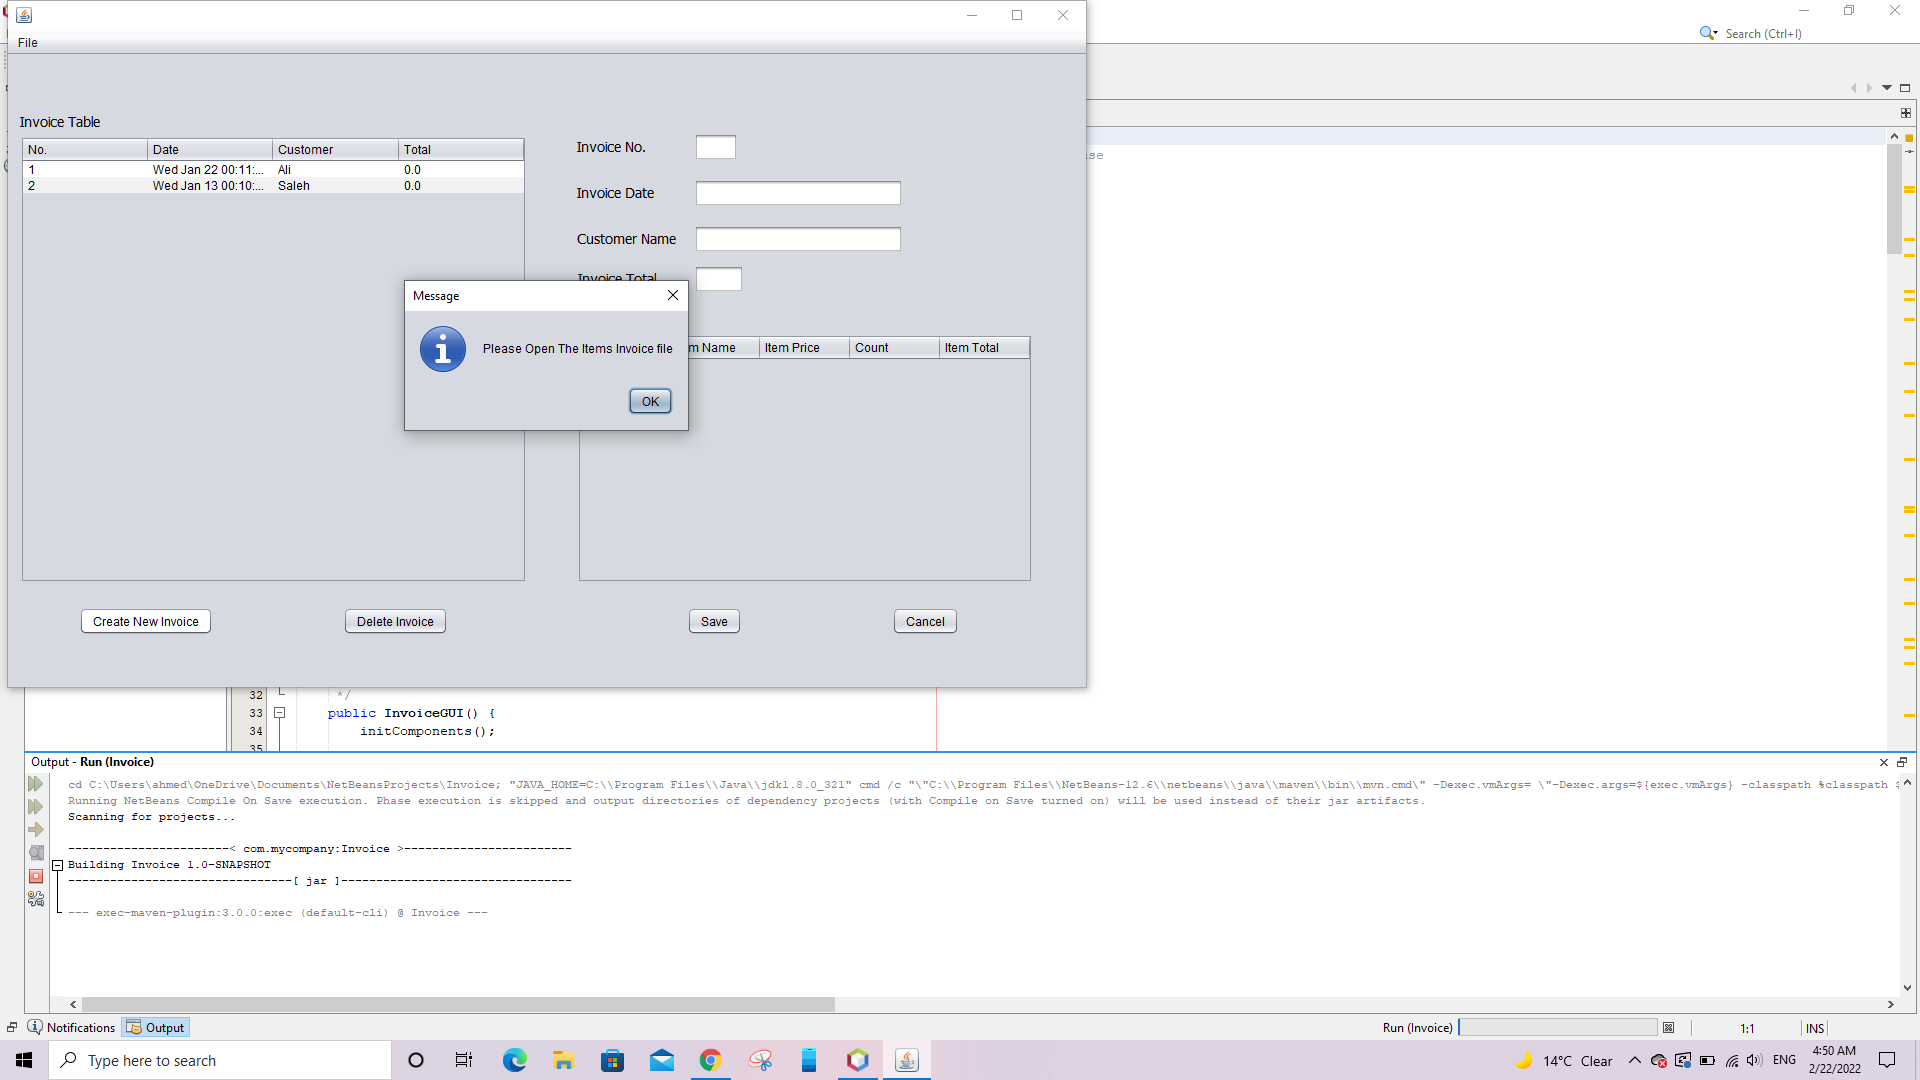 File
Search (Ctrl+I)
Invoice Table
No. Date Customer Total
1 Wed Jan 22 00:11:... Ali 0.0
2 Wed Jan 13 00:10:... Saleh 0.0
Invoice No.
Invoice Date
Customer Name
Invoice Total
Message
Please Open The Items Invoice file
OK
m Name Item Price Count Item Total
Create New Invoice Delete Invoice Save Cancel
se
32 */
33 public InvoiceGUI() {
34 initComponents();
35
Output - Run (Invoice)
cd C:\Users\ahmed\OneDrive\Documents\NetBeansProjects\Invoice; "JAVA_HOME=C:\\Program Files\\Java\\jdk1.8.0_321" cmd /c "\"C:\\Program Files\\NetBeans-12.6\\netbeans\\java\\maven\\bin\\mvn.cmd\" -Dexec.vmArgs= \"-Dexec.args=${exec.vmArgs} -classpath %classpath $
Running NetBeans Compile On Save execution. Phase execution is skipped and output directories of dependency projects (with Compile on Save turned on) will be used instead of their jar artifacts.
Scanning for projects...
-----------------------< com.mycompany:Invoice >------------------------
Building Invoice 1.0-SNAPSHOT
--------------------------------[ jar ]---------------------------------
--- exec-maven-plugin:3.0.0:exec (default-cli) @ Invoice ---
Notifications Output Run (Invoice) 1:1 INS
Type here to search
14°C Clear ENG
4:50 AM
2/22/2022